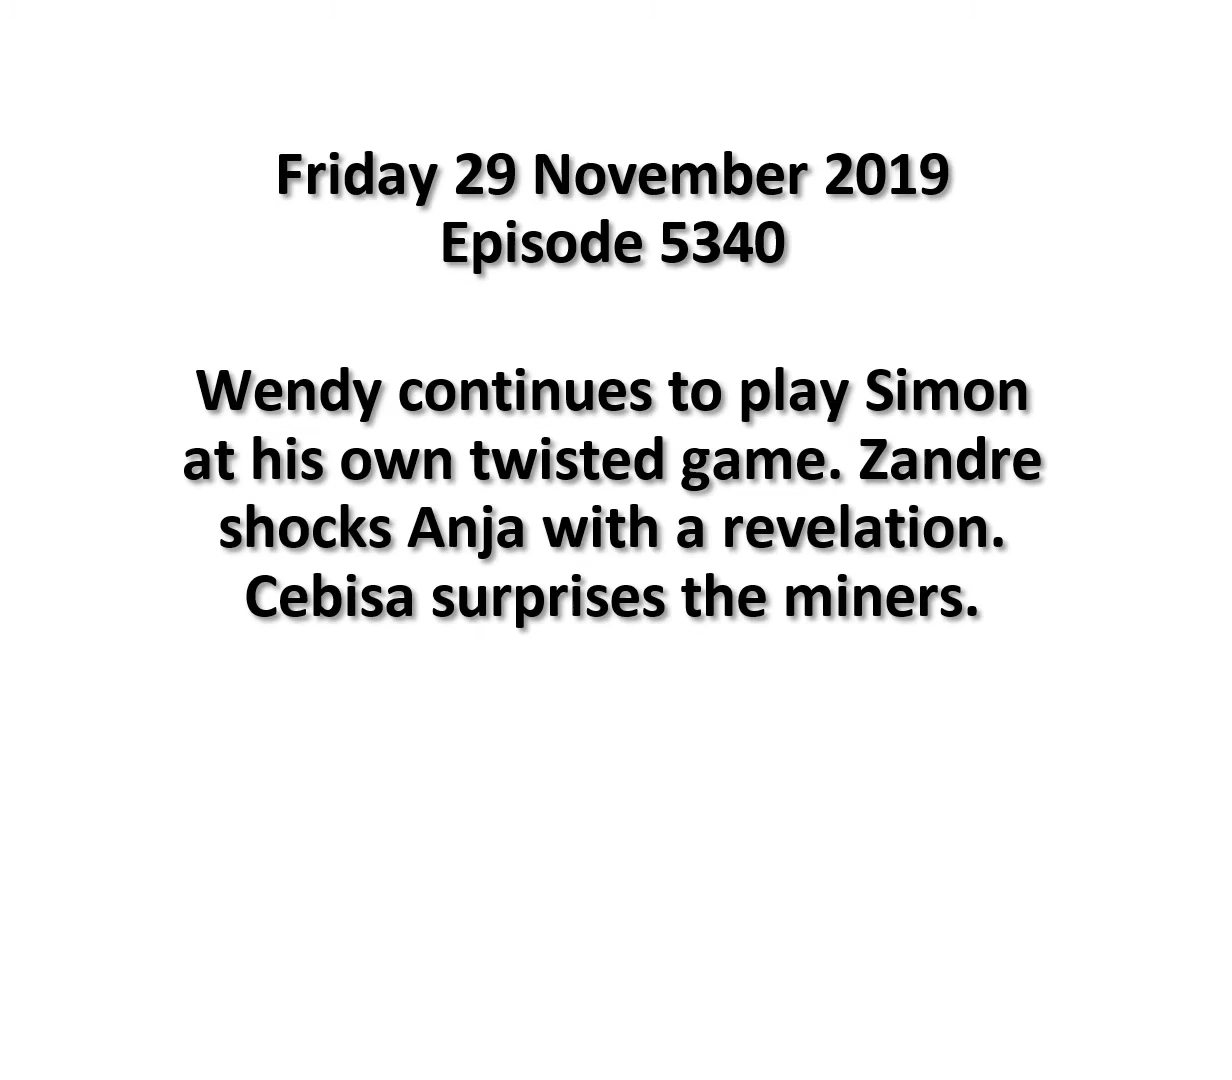 Friday 29 November 2019
Episode 5340
Wendy continues to play Simon
at his own twisted game. Zandre
shocks Anja with a revelation.
Cebisa surprises the miners.